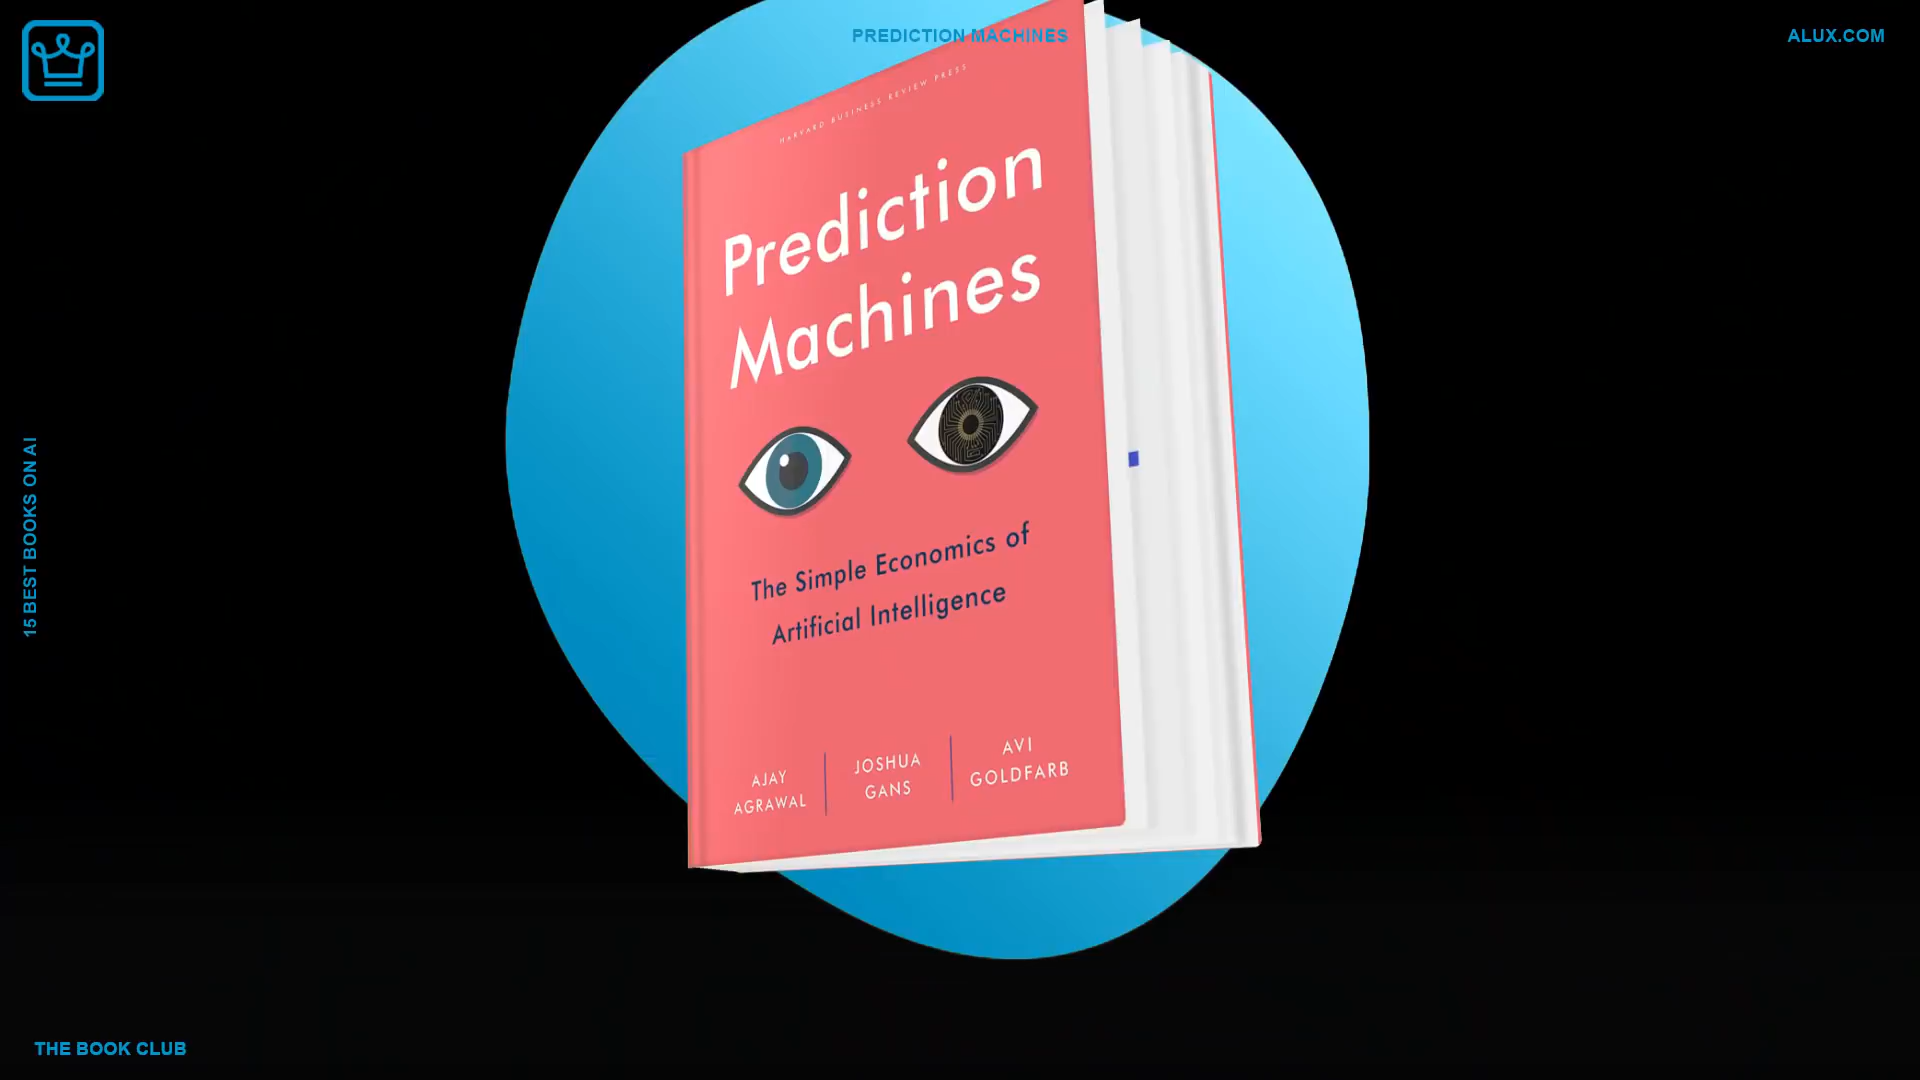 PREDICTION MACHINES
ALUX.COM
HARVARD BUSINESS REVIEW PRESS
Prediction
Machines
The Simple Economics of
Artificial Intelligence
AJAY
AGRAWAL
JOSHUA
GANS
AVI
GOLDFARB
15 BEST BOOKS ON AI
THE BOOK CLUB